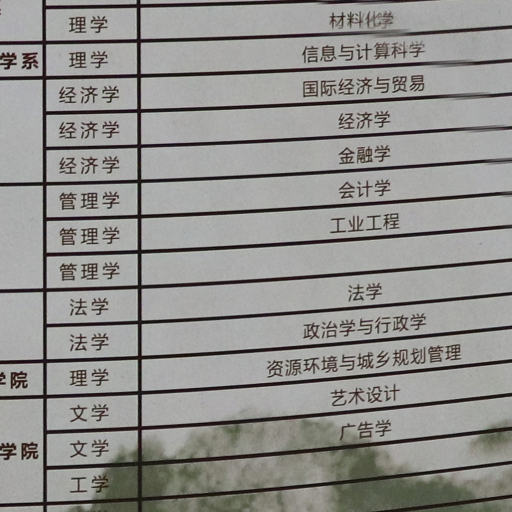 理学 材料化学
学系 理学 信息与计算科学
经济学 国际经济与贸易
经济学 经济学
经济学 金融学
管理学 会计学
管理学 工业工程
管理学
法学 法学
法学 政治学与行政学
学院 理学 资源环境与城乡规划管理
文学 艺术设计
学院 文学 广告学
工学